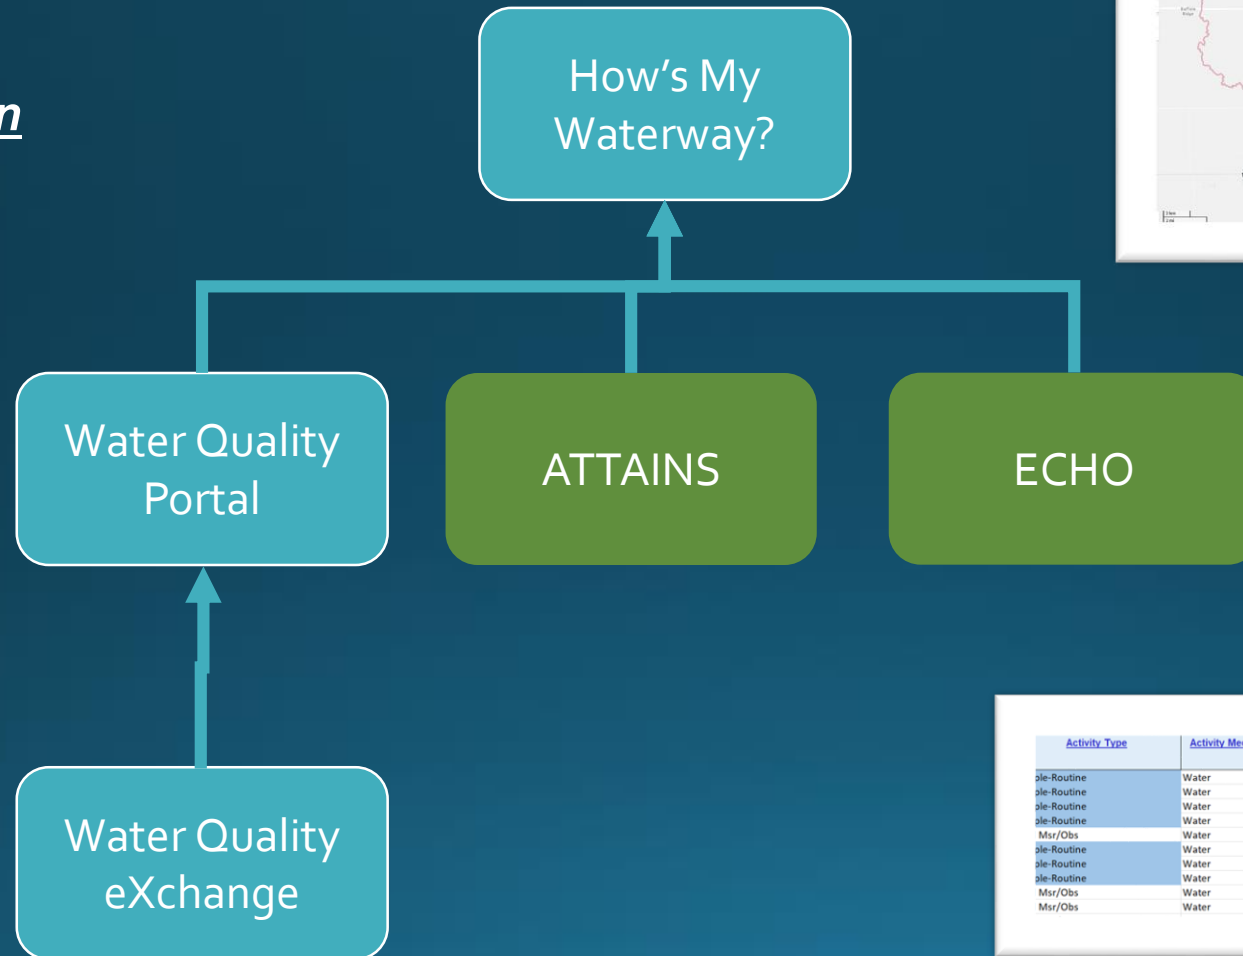 n
How's My
Waterway?
Water Quality
Portal
ATTAINS
ECHO
Water Quality
eXchange
Activity Type
Activity Me
ple-Routine Water
ple-Routine Water
ple-Routine Water
ple-Routine Water
Msr/Obs Water
ple-Routine Water
ple-Routine Water
ple-Routine Water
Msr/Obs Water
Msr/Obs Water